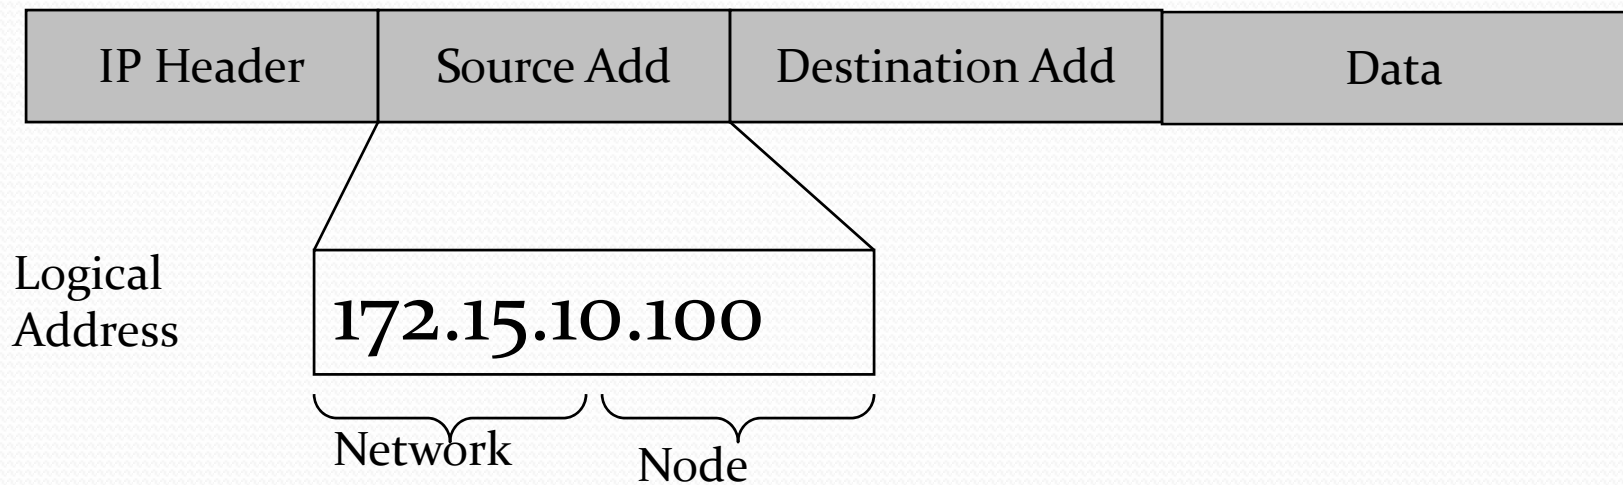 IP Header
Source Add
Destination Add
Data
Logical
Address
172.15.10.100
Network
Node